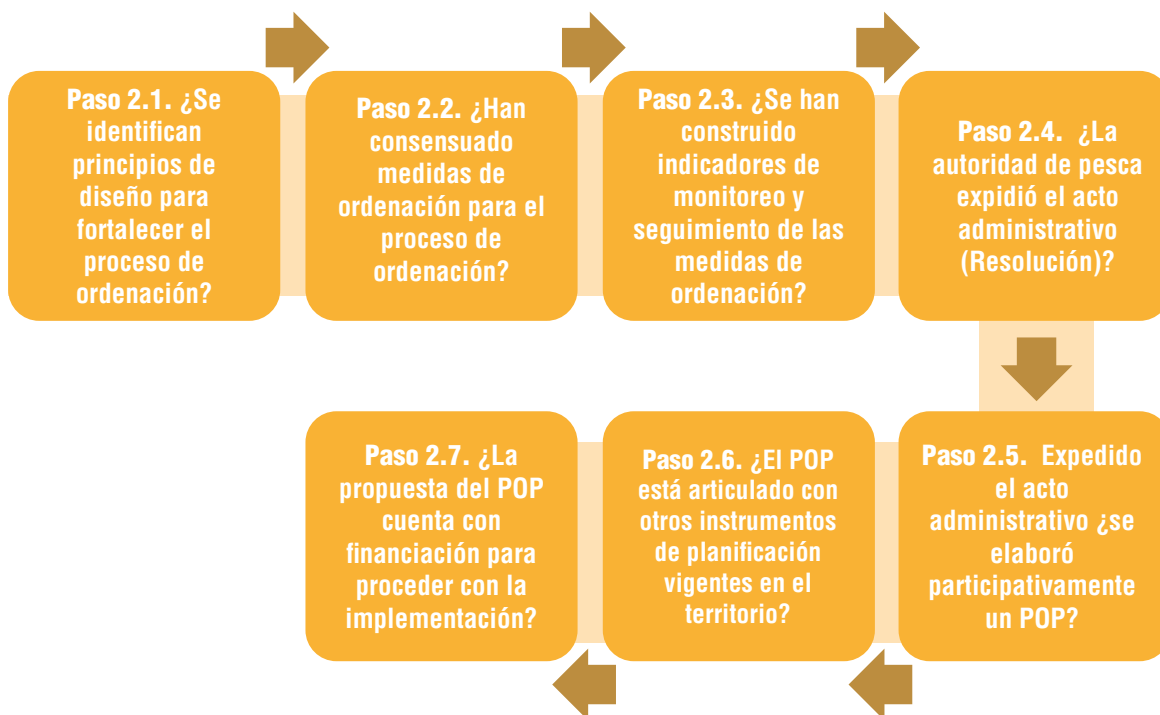 Paso 2.1. ¿Se
identifican
principios de
diseño para
fortalecer el
proceso de
ordenación?
Paso 2.2. ¿Han
consensuado
medidas de
ordenación para el
proceso de
ordenación?
Paso 2.3. ¿Se han
construido
indicadores de
monitoreo y
seguimiento de las
medidas de
ordenación?
Paso 2.4. ¿La
autoridad de pesca
expidió el acto
administrativo
(Resolución)?
Paso 2.5. Expedido
el acto
administrativo ¿se
elaboró
participativamente
un POP?
Paso 2.6. ¿El POP
está articulado con
otros instrumentos
de planificación
vigentes en el
territorio?
Paso 2.7. ¿La
propuesta del POP
cuenta con
financiación para
proceder con la
implementación?